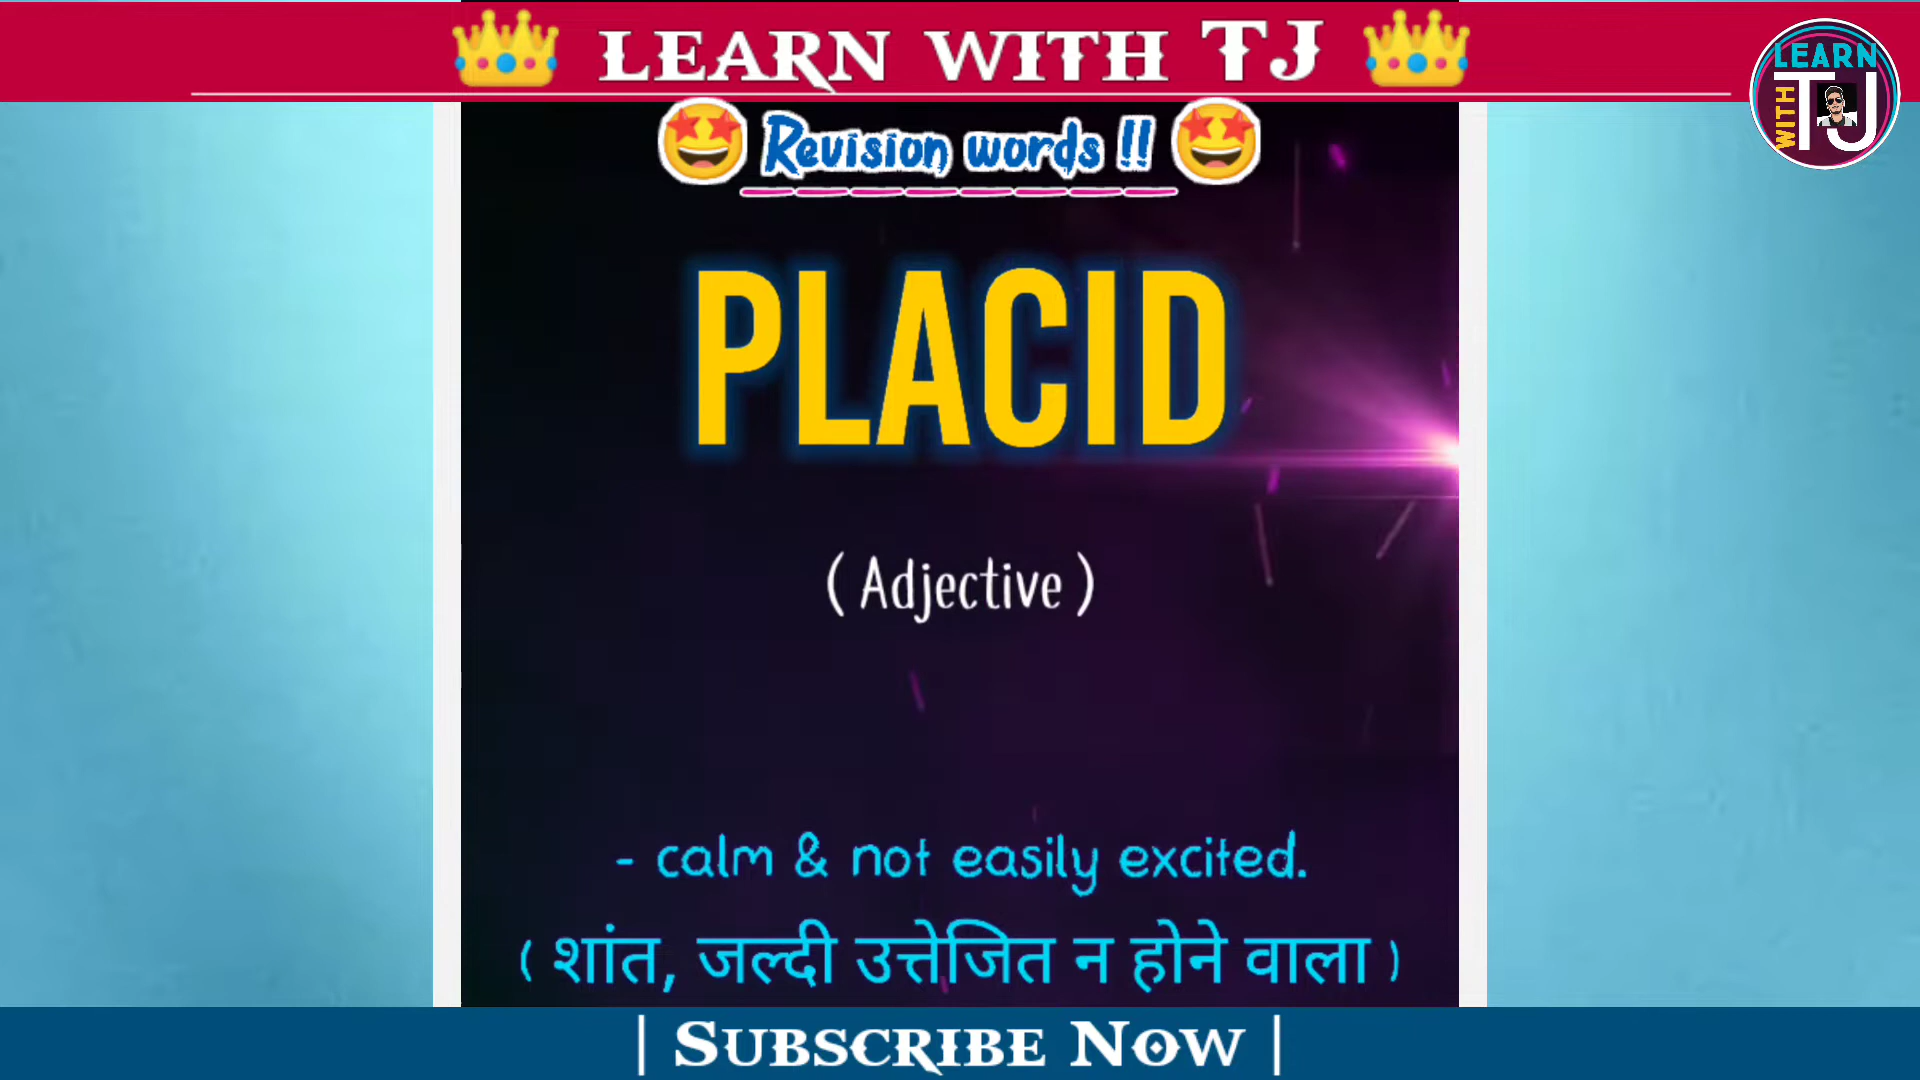 LEARN WITH TJ
LEARN
WITH
TJ
Revision words !!
PLACID
( Adjective )
- calm & not easily excited.
( शांत, जल्दी उत्तेजित न होने वाला )
| SUBSCRIBE NOW |